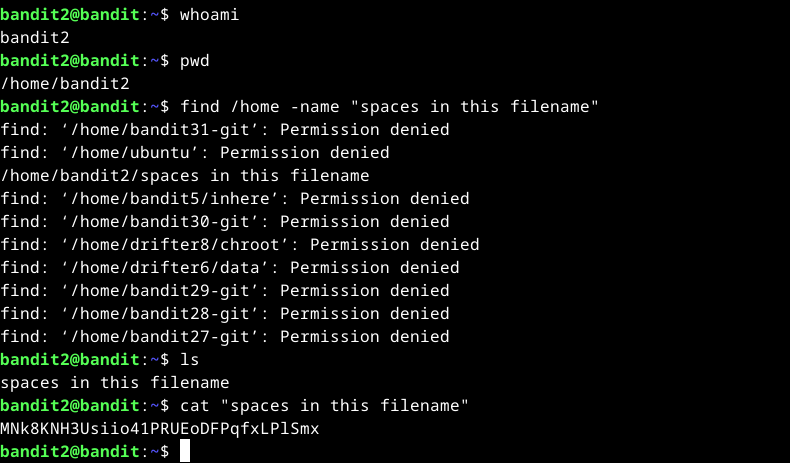 bandit2@bandit:~$ whoami
bandit2
bandit2@bandit:~$ pwd
/home/bandit2
bandit2@bandit:~$ find /home -name "spaces in this filename"
find: ‘/home/bandit31-git’: Permission denied
find: ‘/home/ubuntu’: Permission denied
/home/bandit2/spaces in this filename
find: ‘/home/bandit5/inhere’: Permission denied
find: ‘/home/bandit30-git’: Permission denied
find: ‘/home/drifter8/chroot’: Permission denied
find: ‘/home/drifter6/data’: Permission denied
find: ‘/home/bandit29-git’: Permission denied
find: ‘/home/bandit28-git’: Permission denied
find: ‘/home/bandit27-git’: Permission denied
bandit2@bandit:~$ ls
spaces in this filename
bandit2@bandit:~$ cat "spaces in this filename"
MNk8KNH3Usiio41PRUEoDFPqfxLPlSmx
bandit2@bandit:~$